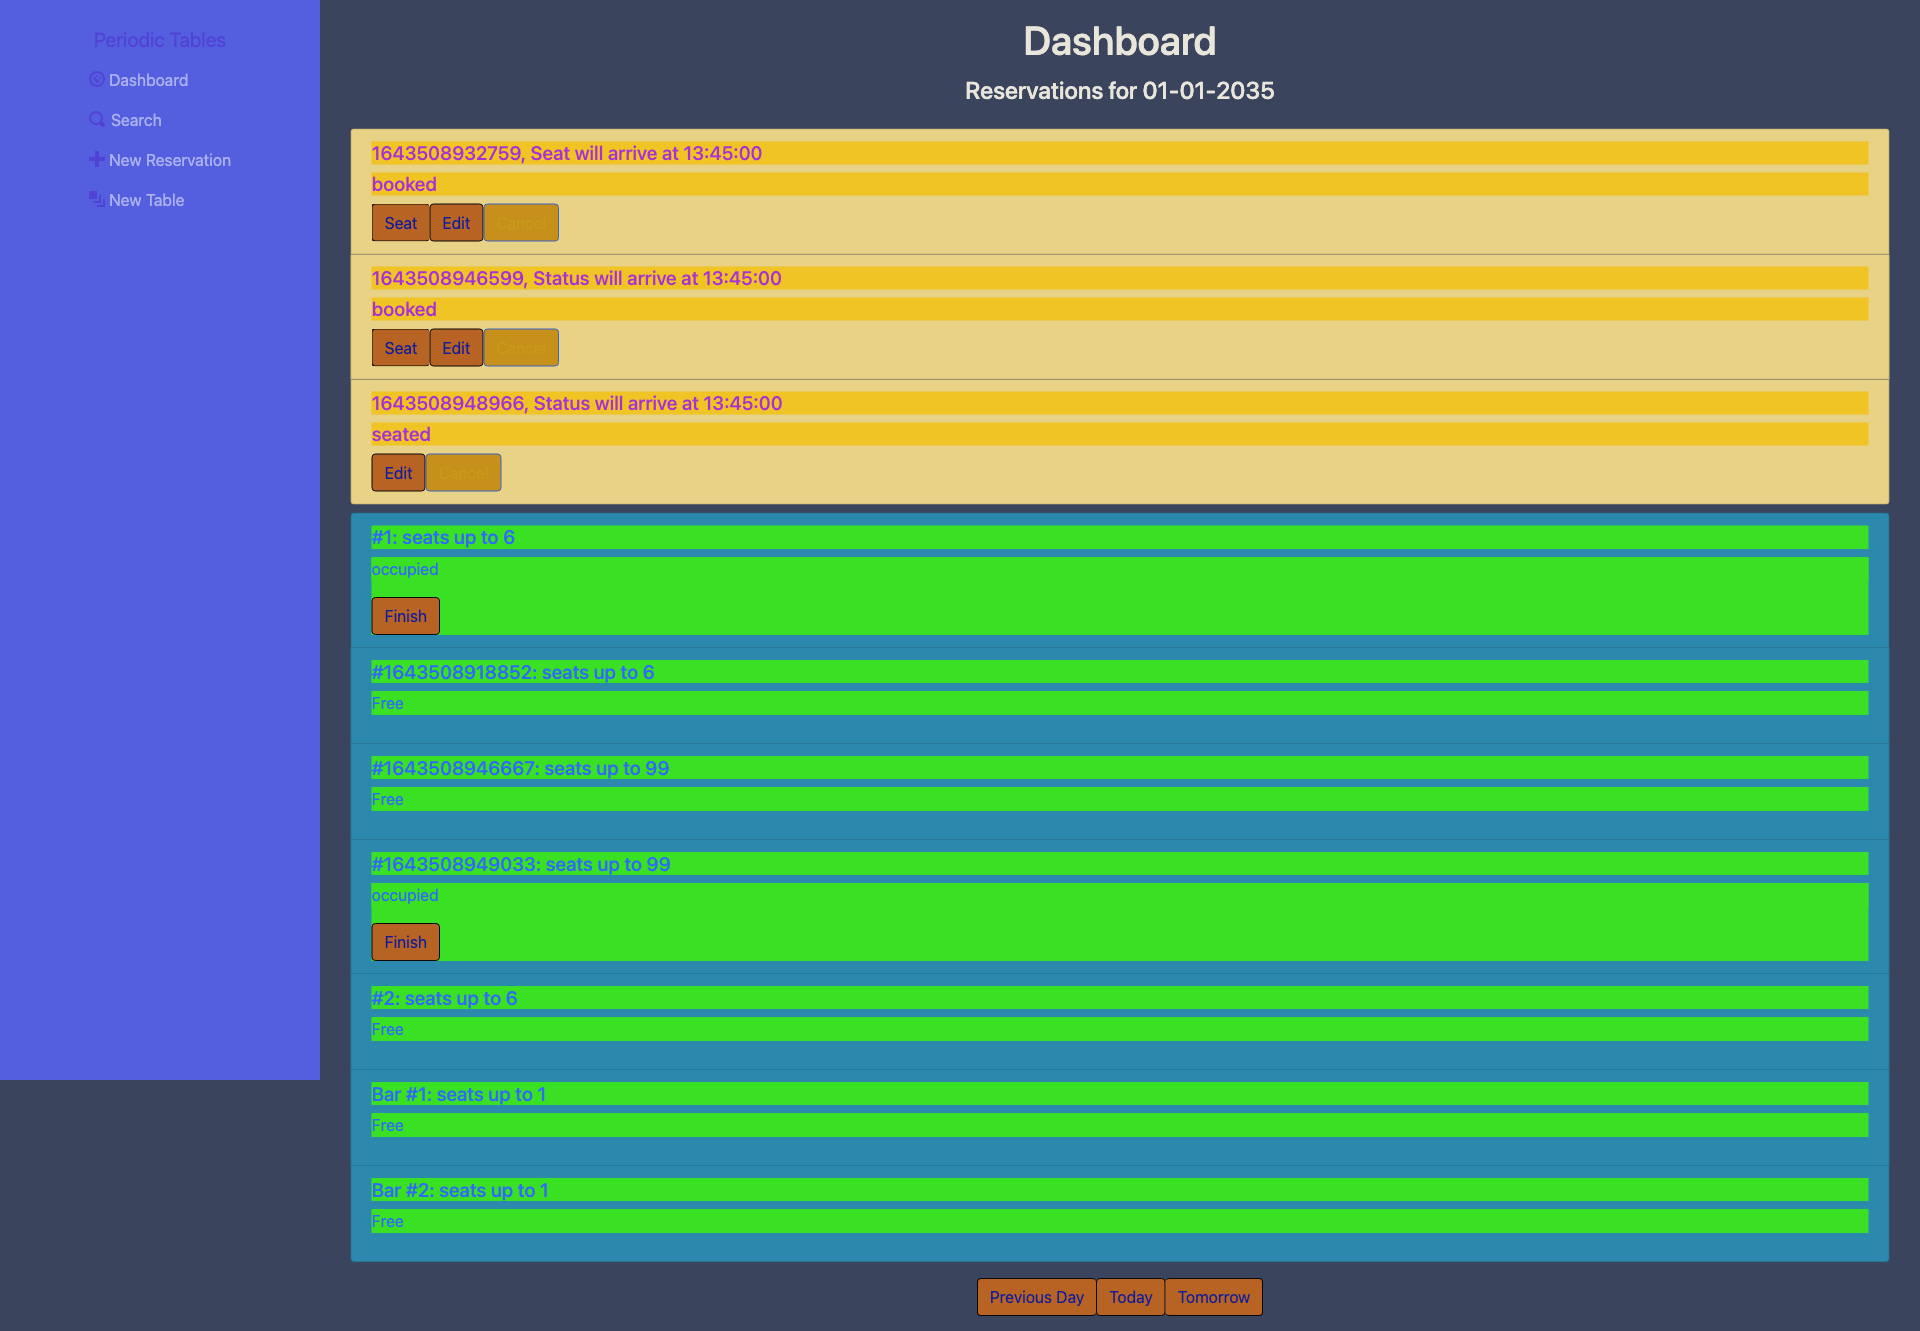 Periodic Tables
Dashboard
Search
New Reservation
New Table
Dashboard
Reservations for 01-01-2035
1643508932759, Seat will arrive at 13:45:00
booked
Seat Edit Cancel
1643508946599, Status will arrive at 13:45:00
booked
Seat Edit Cancel
1643508948966, Status will arrive at 13:45:00
seated
Edit Cancel
#1: seats up to 6
occupied
Finish
#1643508918852: seats up to 6
Free
#1643508946667: seats up to 99
Free
#1643508949033: seats up to 99
occupied
Finish
#2: seats up to 6
Free
Bar #1: seats up to 1
Free
Bar #2: seats up to 1
Free
Previous Day Today Tomorrow